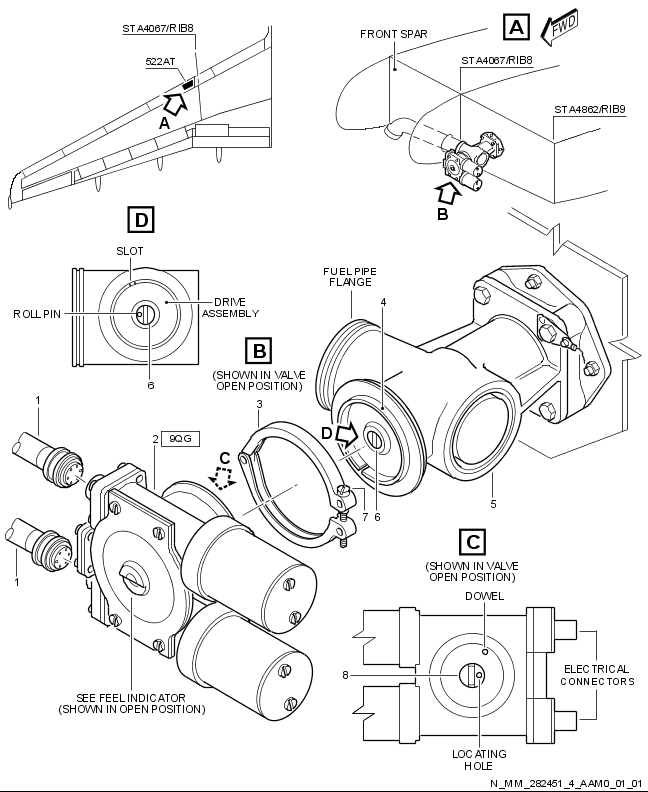 STA4067/RIB8
522AT
A
A
FWD
FRONT SPAR
STA4067/RIB8
STA4862/RIB9
B
D
SLOT
ROLL PIN
DRIVE
ASSEMBLY
6
FUEL PIPE
FLANGE
4
B
(SHOWN IN VALVE
OPEN POSITION)
1
2
9QG
3
C
D
7
6
5
1
C
(SHOWN IN VALVE
OPEN POSITION)
DOWEL
8
ELECTRICAL
CONNECTORS
LOCATING
HOLE
SEE FEEL INDICATOR
(SHOWN IN OPEN POSITION)
N_MM_282451_4_AAM0_01_01